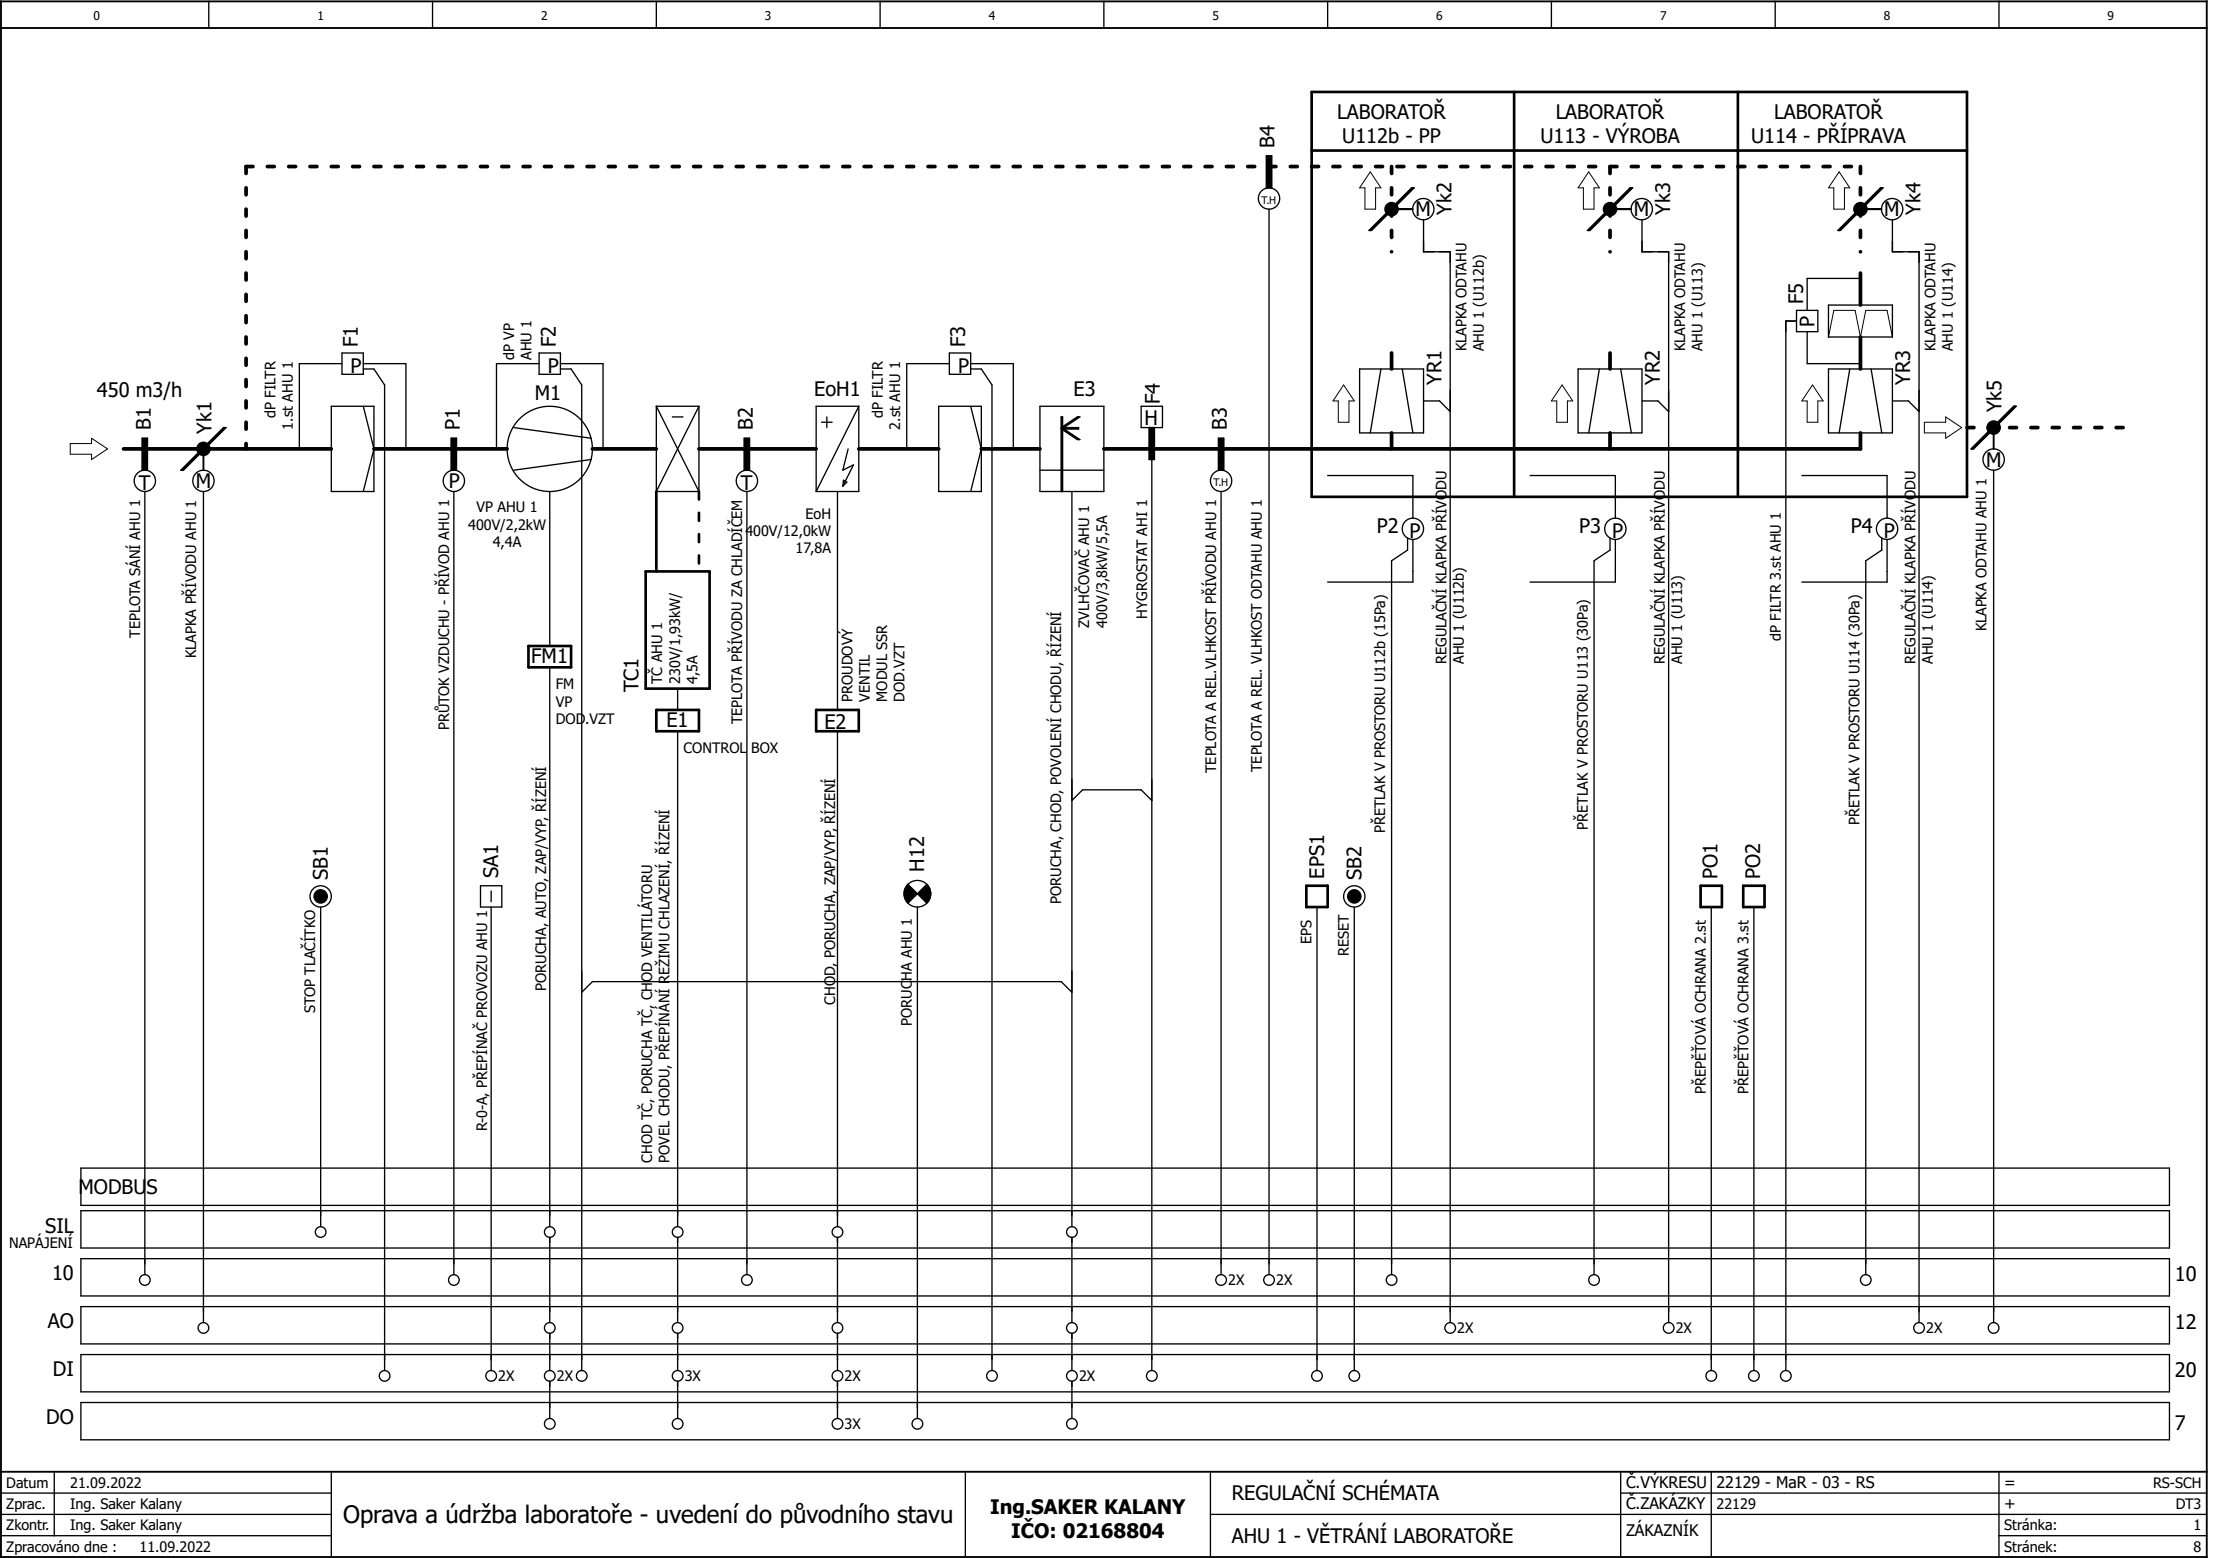 0 1 2 3 4 5 6 7 8 9
LABORATOŘ
U112b - PP
LABORATOŘ
U113 - VÝROBA
LABORATOŘ
U114 - PŘÍPRAVA
B4
T.H
M
Yk2
M
Yk3
M
Yk4
KLAPKA ODTAHU
AHU 1 (U112b)
KLAPKA ODTAHU
AHU 1 (U113)
KLAPKA ODTAHU
AHU 1 (U114)
F5
P
YR1
YR2
YR3
450 m3/h
B1
T
Yk1
M
dP FILTR
1.st AHU 1
F1
P
P1
P
dP VP
AHU 1
F2
P
M1
B2
T
EoH1
+
−
dP FILTR
2.st AHU 1
F3
P
E3
F4
H
B3
T.H
Yk5
M
TEPLOTA SÁNÍ AHU 1
KLAPKA PŘÍVODU AHU 1
PRŮTOK VZDUCHU - PŘÍVOD AHU 1
VP AHU 1
400V/2,2kW
4,4A
TEPLOTA PŘÍVODU ZA CHLADÍČEM
EoH
400V/12,0kW
17,8A
ZVLHČOVAČ AHU 1
400V/3,8kW/5,5A
HYGROSTAT AHI 1
TEPLOTA A REL.VLHKOST PŘÍVODU AHU 1
TEPLOTA A REL. VLHKOST ODTAHU AHU 1
P2
P
P3
P
P4
P
REGULAČNÍ KLAPKA PŘÍVODU
AHU 1 (U112b)
REGULAČNÍ KLAPKA PŘÍVODU
AHU 1 (U113)
REGULAČNÍ KLAPKA PŘÍVODU
AHU 1 (U114)
dP FILTR 3.st AHU 1
KLAPKA ODTAHU AHU 1
PŘETLAK V PROSTORU U112b (15Pa)
PŘETLAK V PROSTORU U113 (30Pa)
PŘETLAK V PROSTORU U114 (30Pa)
FM1
FM
VP
DOD.VZT
TC1
TČ AHU 1
230V/1,93kW/
4,5A
E1
CONTROL BOX
PROUDOVÝ
VENTIL
MODUL SSR
DOD.VZT
E2
PORUCHA, AUTO, ZAP/VYP, ŘÍZENÍ
CHOD TČ, PORUCHA TČ, CHOD VENTILÁTORU
POVEL CHODU, PŘEPÍNÁNÍ REŽIMU CHLAZENÍ, ŘÍZENÍ
CHOD, PORUCHA, ZAP/VYP, ŘÍZENÍ
PORUCHA, CHOD, POVOLENÍ CHODU, ŘÍZENÍ
SB1
STOP TLAČÍTKO
SA1
R-0-A, PŘEPÍNAČ PROVOZU AHU 1
H12
PORUCHA AHU 1
EPS1
EPS
SB2
RESET
PO1
PŘEPĚŤOVÁ OCHRANA 2.st
PO2
PŘEPĚŤOVÁ OCHRANA 3.st
MODBUS
SIL
NAPÁJENÍ
10 2X 2X 10
AO 2X 2X 2X 12
DI 2X 2X 3X 2X 2X 20
DO 3X 7
Datum 21.09.2022
Zprac. Ing. Saker Kalany
Zkontr. Ing. Saker Kalany
Zpracováno dne : 11.09.2022
Oprava a údržba laboratoře - uvedení do původního stavu
Ing.SAKER KALANY
IČO: 02168804
REGULAČNÍ SCHÉMATA
AHU 1 - VĚTRÁNÍ LABORATOŘE
Č.VÝKRESU 22129 - MaR - 03 - RS
Č.ZAKÁZKY 22129
ZÁKAZNÍK
= RS-SCH
+ DT3
Stránka: 1
Stránek: 8